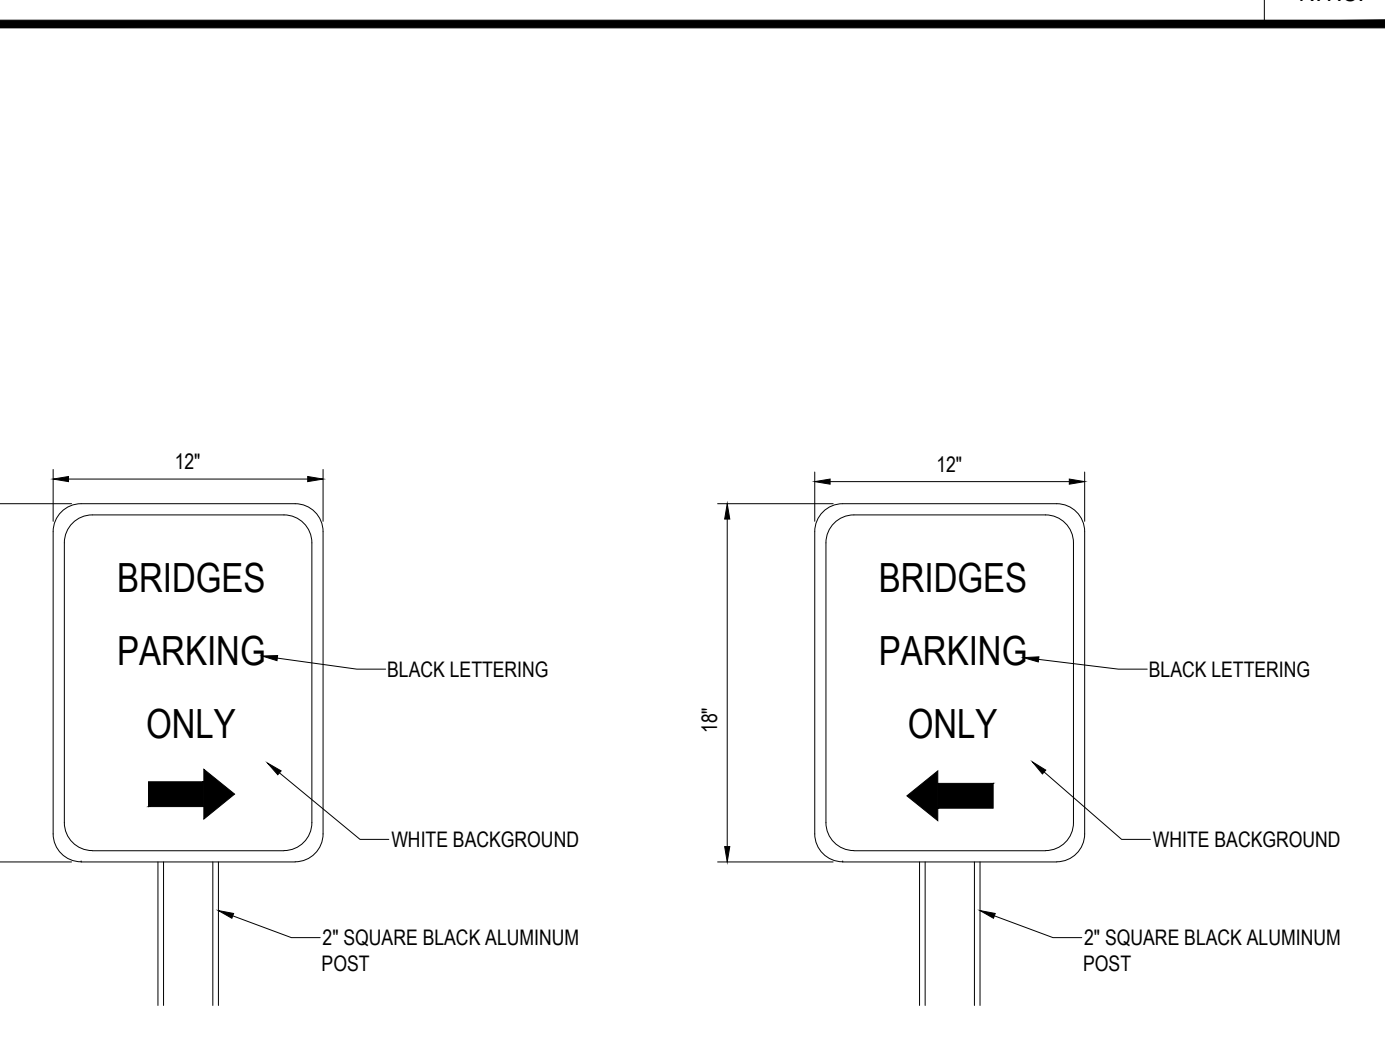 12"
BRIDGES
PARKING
ONLY
BLACK LETTERING
WHITE BACKGROUND
2" SQUARE BLACK ALUMINUM
POST
12"
18"
BRIDGES
PARKING
ONLY
BLACK LETTERING
WHITE BACKGROUND
2" SQUARE BLACK ALUMINUM
POST